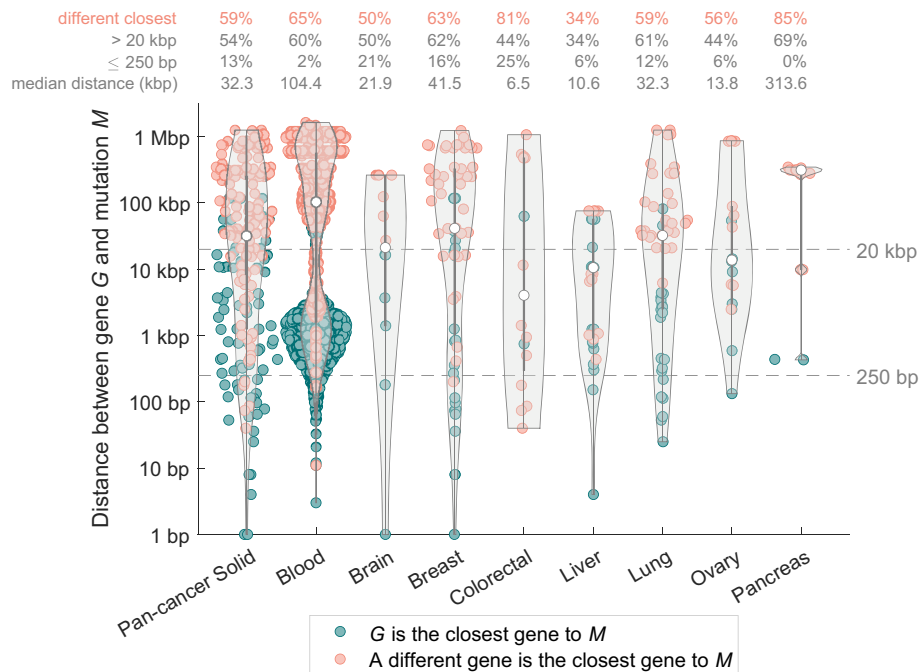 different closest 59% 65% 50% 63% 81% 34% 59% 56% 85%
> 20 kbp 54% 60% 50% 62% 44% 34% 61% 44% 69%
≤ 250 bp 13% 2% 21% 16% 25% 6% 12% 6% 0%
median distance (kbp) 32.3 104.4 21.9 41.5 6.5 10.6 32.3 13.8 313.6
Distance between gene G and mutation M
1 Mbp
100 kbp
10 kbp
1 kbp
100 bp
10 bp
1 bp
20 kbp
250 bp
Pan-cancer Solid
Blood
Brain
Breast
Colorectal
Liver
Lung
Ovary
Pancreas
G is the closest gene to M
A different gene is the closest gene to M